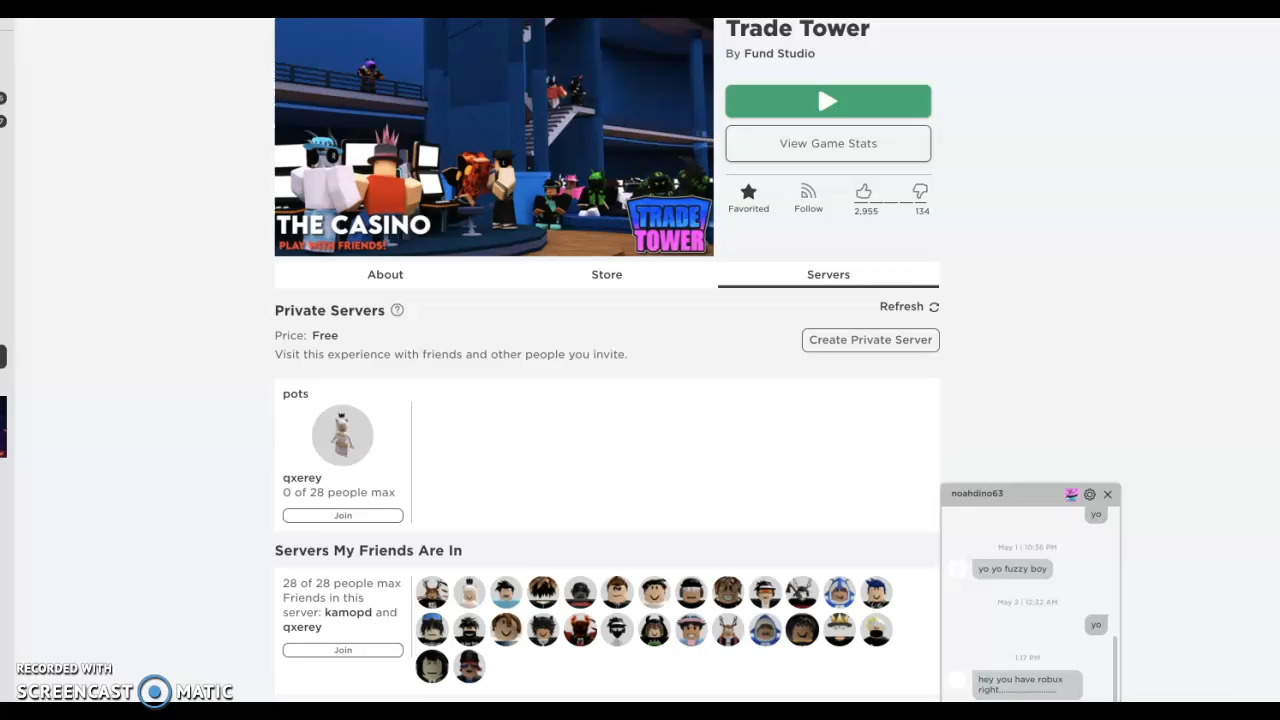 Trade Tower
By Fund Studio
View Game Stats
Favorited
Follow
2,955
134
THE CASINO
PLAY WITH FRIENDS!
TRADE
TOWER
About
Store
Servers
Private Servers
Refresh
Price: Free
Visit this experience with friends and other people you invite.
Create Private Server
pots
qxerey
0 of 28 people max
Join
Servers My Friends Are In
28 of 28 people max
Friends in this
server: kamopd and
qxerey
Join
noahdino63
yo
May 1 | 10:36 PM
yo yo fuzzy boy
May 2 | 12:32 AM
yo
1:17 PM
hey you have robux
right............................
RECORDED WITH
SCREENCAST MATIC